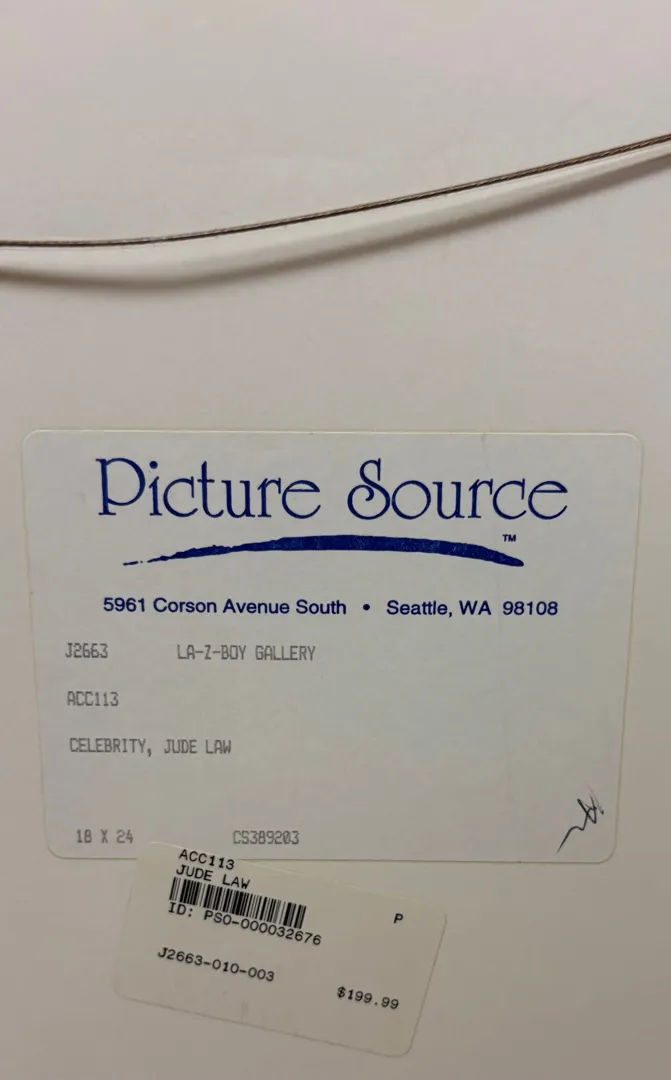 Picture Source
TM
5961 Corson Avenue South • Seattle, WA 98108
J2663 LA-Z-BOY GALLERY
ACC113
CELEBRITY, JUDE LAW
18 X 24 CS389203
ACC113
JUDE LAW
P
ID: PSO-000032676
J2663-010-003
$199.99